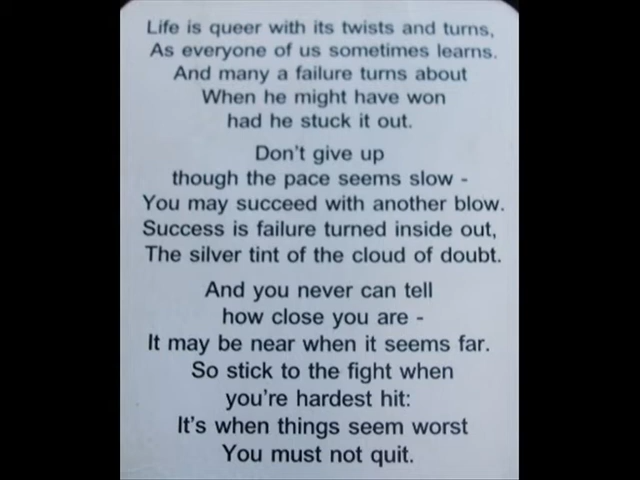 Life is queer with its twists and turns,
As everyone of us sometimes learns.
And many a failure turns about
When he might have won
had he stuck it out.
Don't give up
though the pace seems slow -
You may succeed with another blow.
Success is failure turned inside out,
The silver tint of the cloud of doubt.
And you never can tell
how close you are -
It may be near when it seems far.
So stick to the fight when
you're hardest hit:
It's when things seem worst
You must not quit.